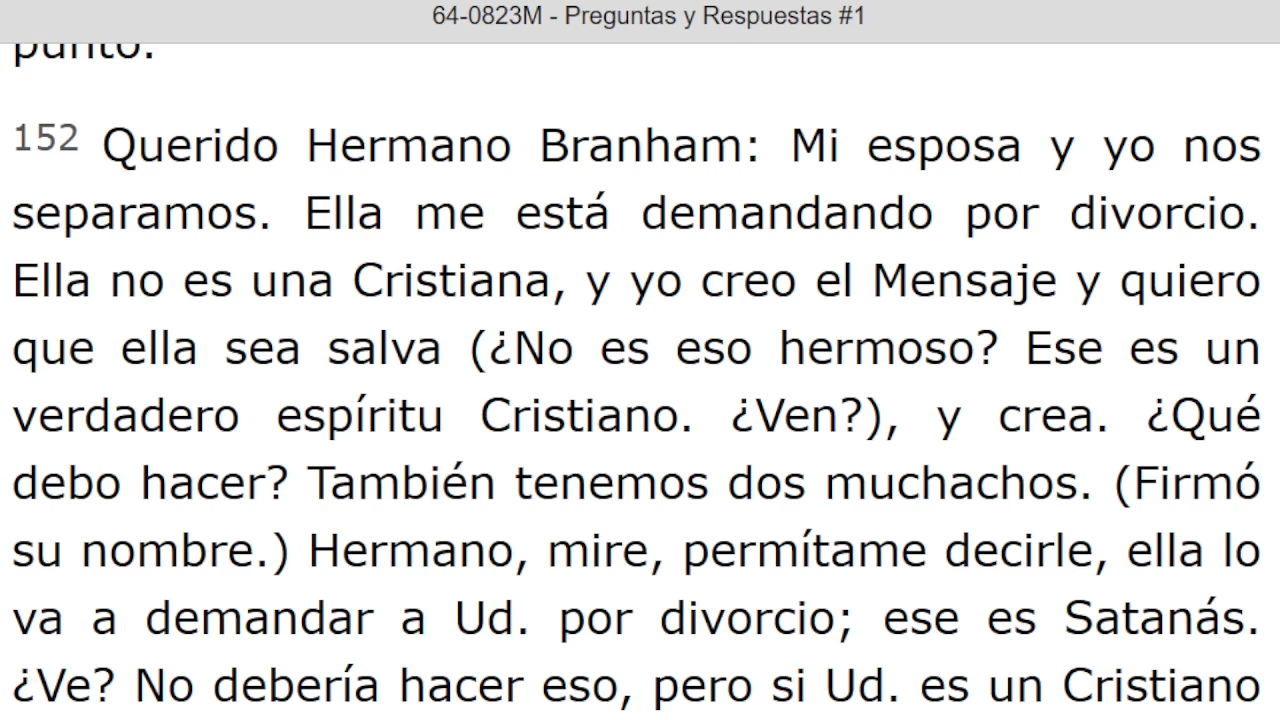 64-0823M - Preguntas y Respuestas #1
punto.
152 Querido Hermano Branham: Mi esposa y yo nos
separamos. Ella me está demandando por divorcio.
Ella no es una Cristiana, y yo creo el Mensaje y quiero
que ella sea salva (¿No es eso hermoso? Ese es un
verdadero espíritu Cristiano. ¿Ven?), y crea. ¿Qué
debo hacer? También tenemos dos muchachos. (Firmó
su nombre.) Hermano, mire, permítame decirle, ella lo
va a demandar a Ud. por divorcio; ese es Satanás.
¿Ve? No debería hacer eso, pero si Ud. es un Cristiano